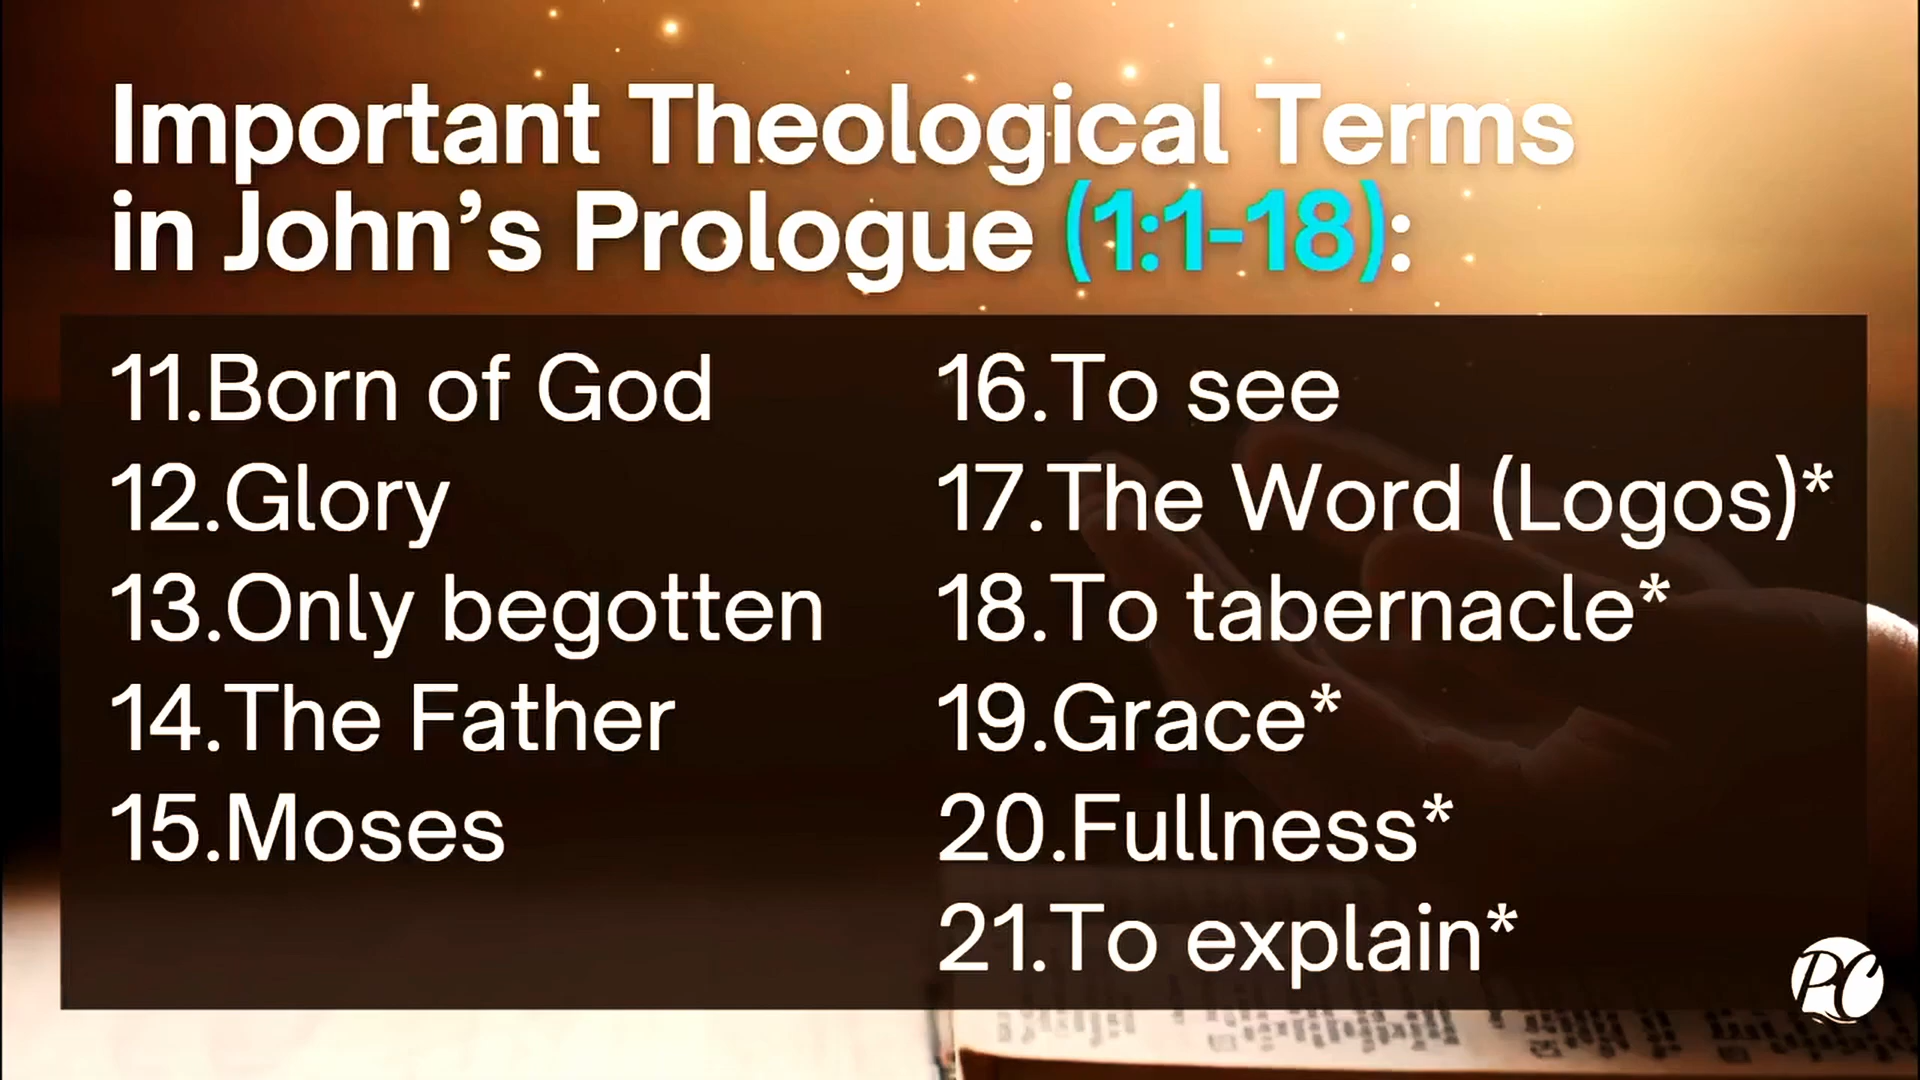 Important Theological Terms
in John’s Prologue (1:1-18):
11.Born of God
12.Glory
13.Only begotten
14.The Father
15.Moses
16.To see
17.The Word (Logos)*
18.To tabernacle*
19.Grace*
20.Fullness*
21.To explain*
PC